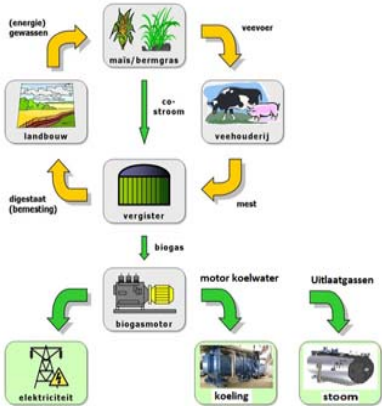 (energie)
gewassen
veevoer
maïs/bermgras
co-
stroom
landbouw
veehouderij
digestaat
(bemesting)
vergister
mest
biogas
motor koelwater
Uitlaatgassen
biogasmotor
elektriciteit
koeling
stoom